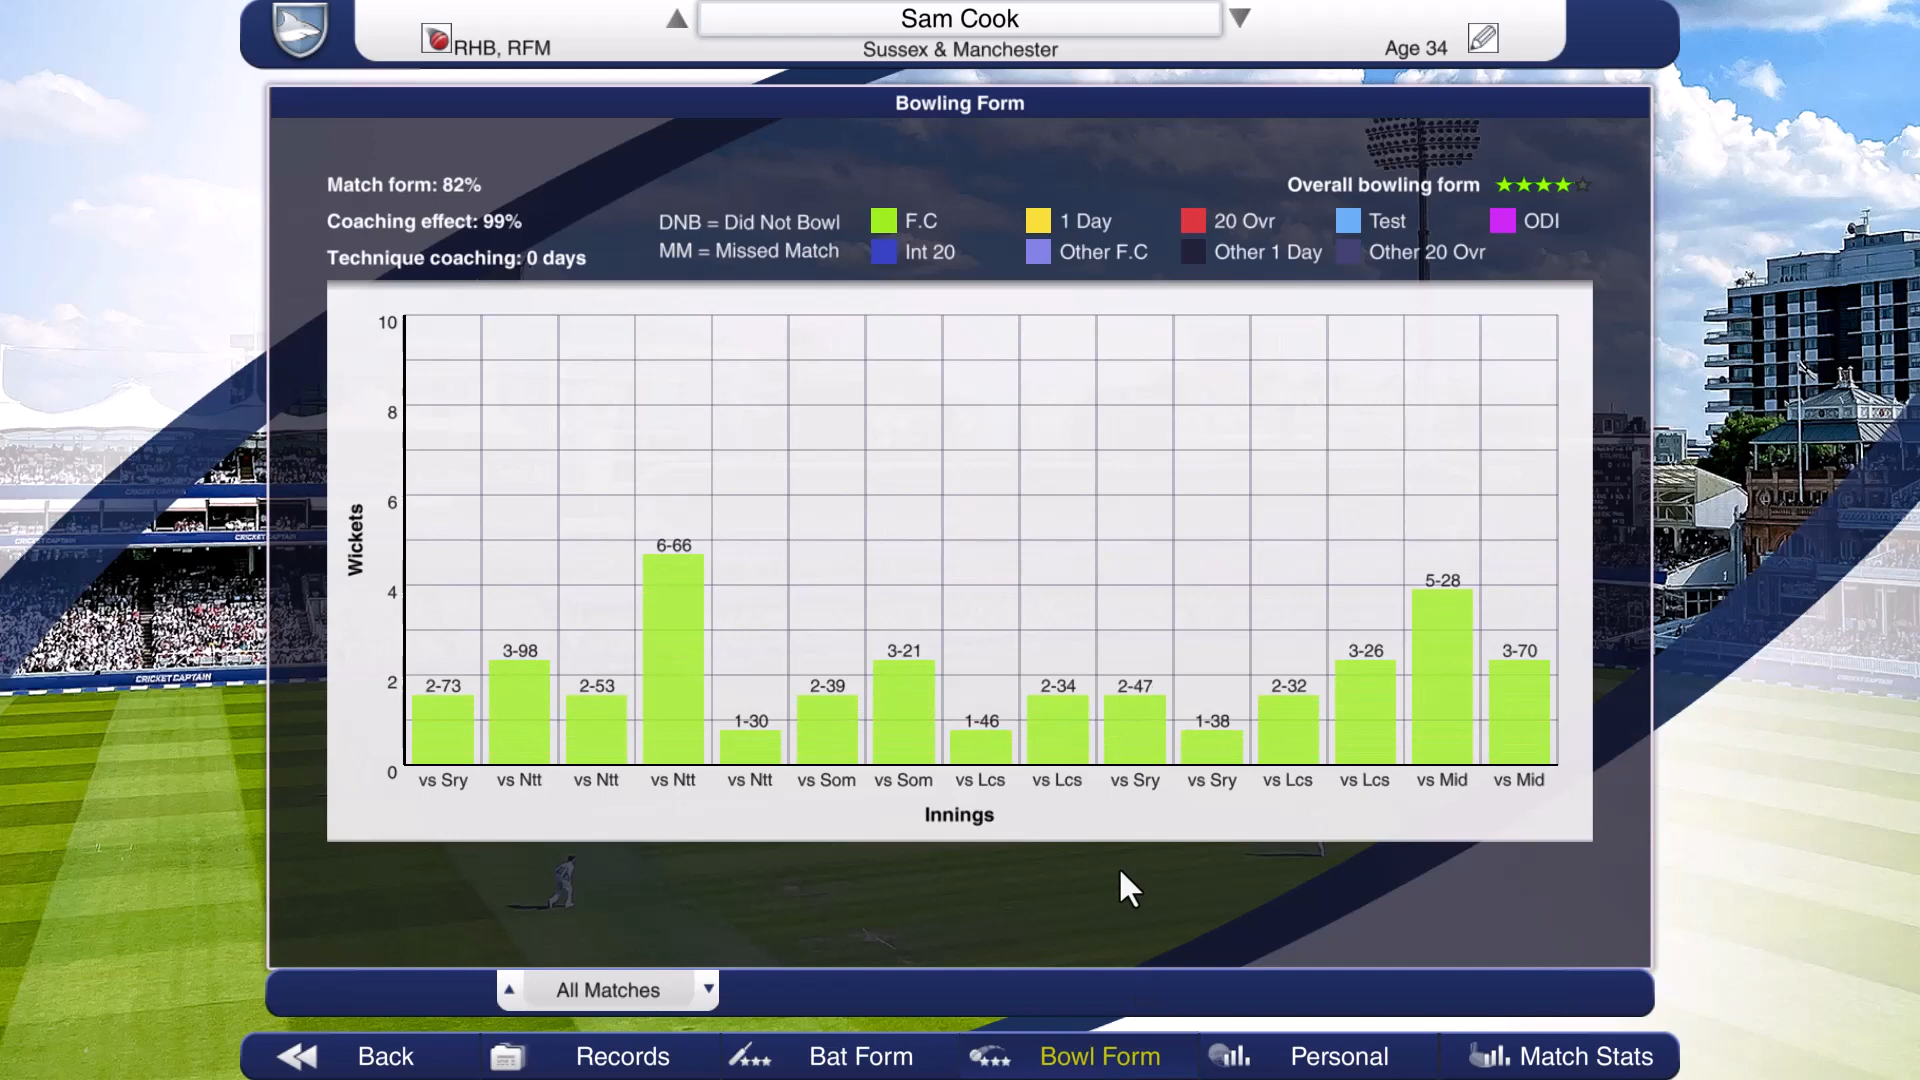 Sam Cook
RHB, RFM
Sussex & Manchester
Age 34
Bowling Form
Match form: 82%
Coaching effect: 99%
Technique coaching: 0 days
DNB = Did Not Bowl
MM = Missed Match
Overall bowling form
F.C
1 Day
20 Ovr
Test
ODI
Int 20
Other F.C
Other 1 Day
Other 20 Ovr
Wickets
10
8
6
4
2
0
2-73
3-98
2-53
6-66
1-30
2-39
3-21
1-46
2-34
2-47
1-38
2-32
3-26
5-28
3-70
vs Sry
vs Ntt
vs Ntt
vs Ntt
vs Ntt
vs Som
vs Som
vs Lcs
vs Lcs
vs Sry
vs Sry
vs Lcs
vs Lcs
vs Mid
vs Mid
Innings
CRICKET CAPTAIN
All Matches
Back
Records
Bat Form
Bowl Form
Personal
Match Stats